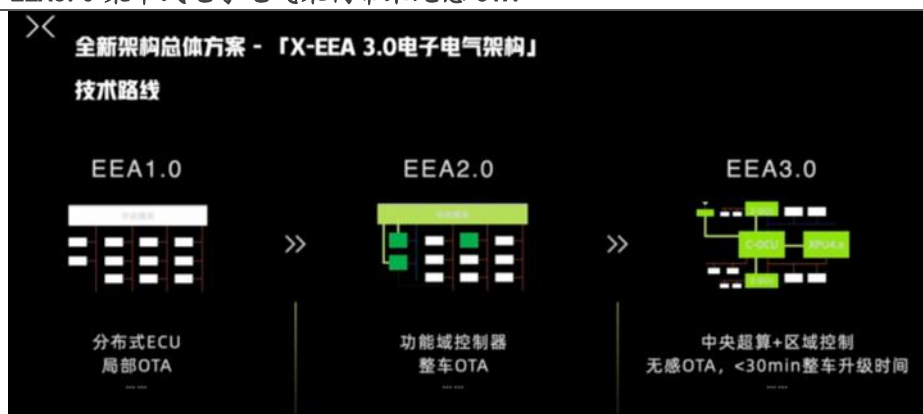 全新架构总体方案 - 「X-EEA 3.0电子电气架构」
技术路线
EEA1.0
EEA2.0
EEA3.0
C-DCU
XPU4.x
分布式ECU
局部OTA
... ...
功能域控制器
整车OTA
... ...
中央超算+区域控制
无感OTA，<30min整车升级时间
... ...